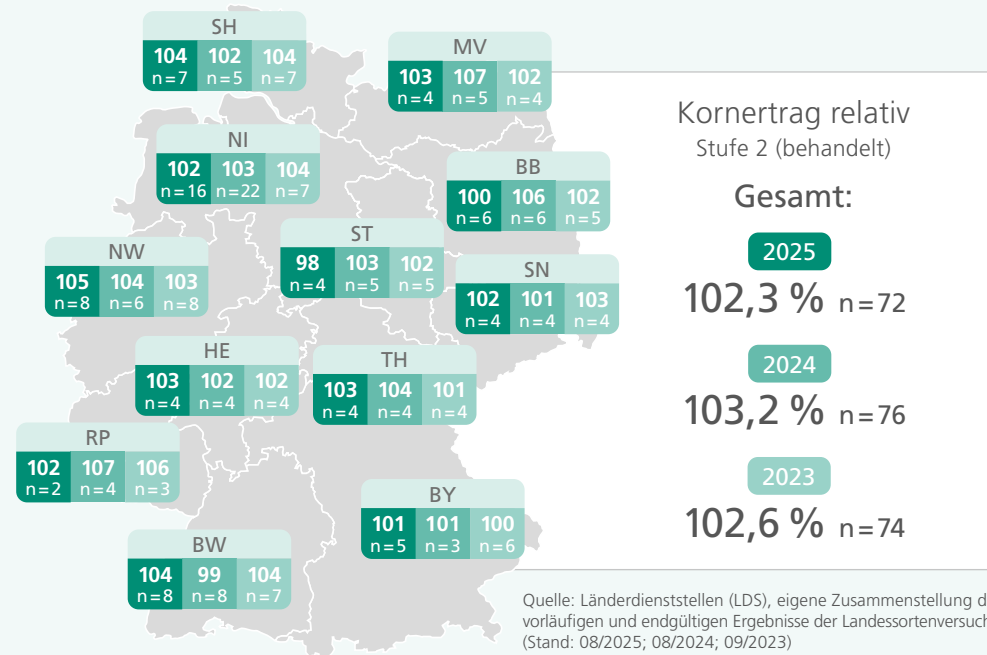 SH
104 102 104
n=7 n=5 n=7
MV
103 107 102
n=4 n=5 n=4
NI
102 103 104
n=16 n=22 n=7
BB
100 106 102
n=6 n=6 n=5
ST
98 103 102
n=4 n=5 n=5
NW
105 104 103
n=8 n=6 n=8
SN
102 101 103
n=4 n=4 n=4
HE
103 102 102
n=4 n=4 n=4
TH
103 104 101
n=4 n=4 n=4
RP
102 107 106
n=2 n=4 n=3
BY
101 101 100
n=5 n=3 n=6
BW
104 99 104
n=8 n=8 n=7
Kornertrag relativ
Stufe 2 (behandelt)
Gesamt:
2025
102,3 % n=72
2024
103,2 % n=76
2023
102,6 % n=74
Quelle: Länderdienststellen (LDS), eigene Zusammenstellung
vorläufigen und endgültigen Ergebnisse der Landessortenversuch
(Stand: 08/2025; 08/2024; 09/2023)